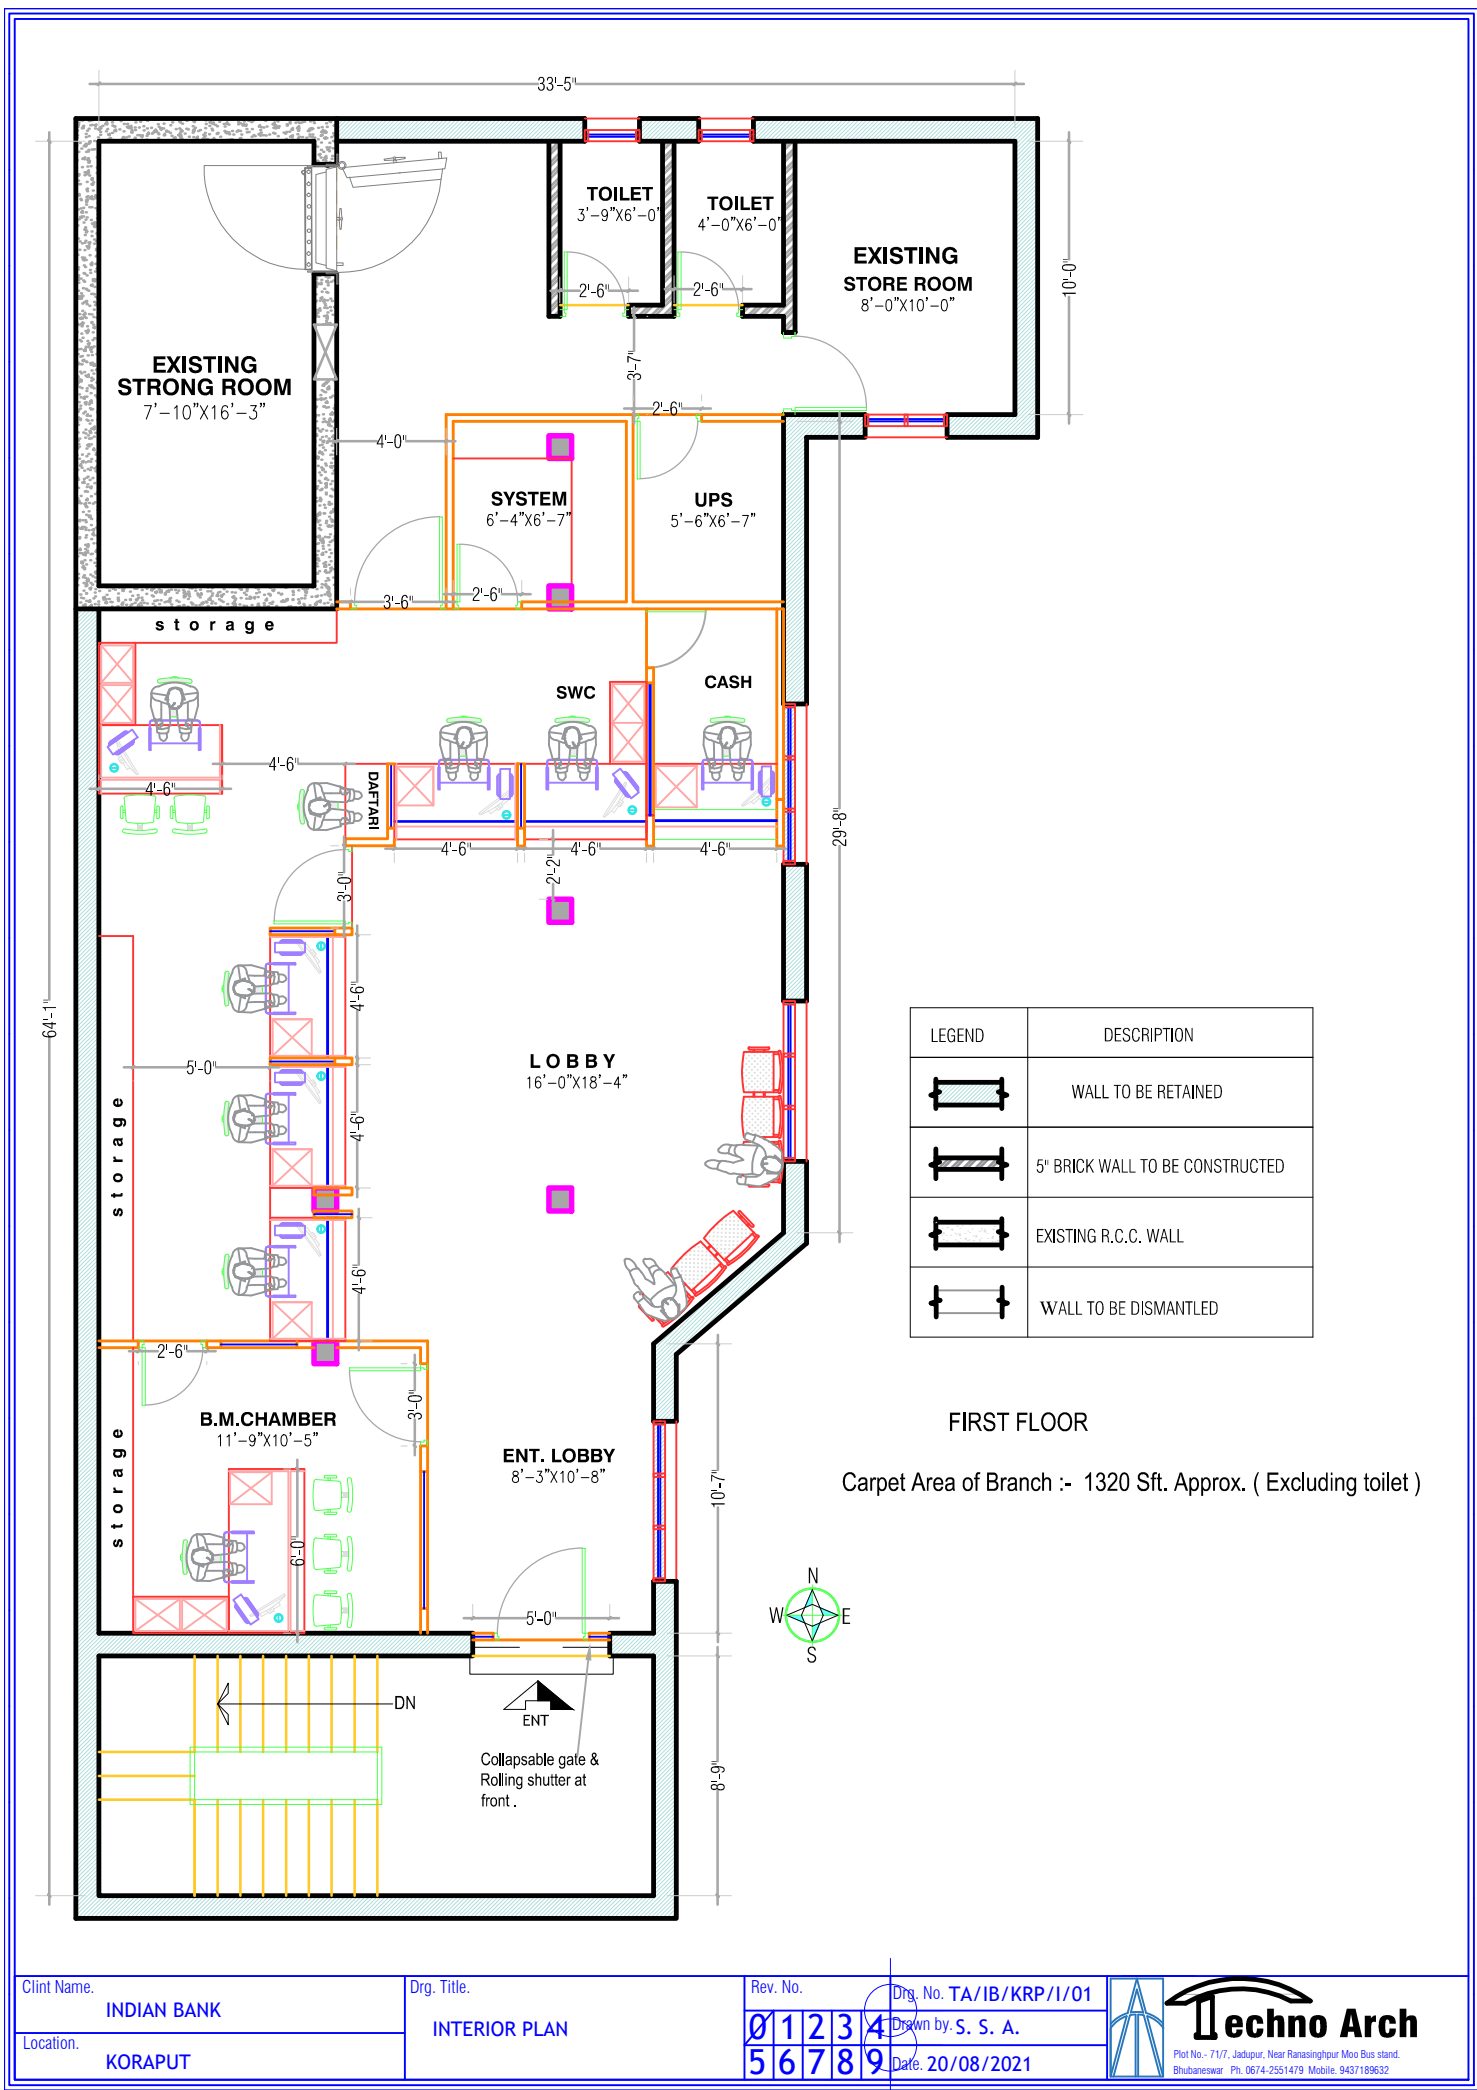 33'-5"
TOILET
3'-9"X6'-0"
TOILET
4'-0"X6'-0"
EXISTING
STORE ROOM
8'-0"X10'-0"
10'-0"
2'-6"
2'-6"
3'-7"
EXISTING
STRONG ROOM
7'-10"X16'-3"
2'-6"
4'-0"
SYSTEM
6'-4"X6'-7"
UPS
5'-6"X6'-7"
3'-6"
2'-6"
storage
SWC
CASH
4'-6"
4'-6"
DAFTARI
4'-6"
4'-6"
4'-6"
2'-2"
3'-0"
29'-8"
64'-1"
4'-6"
5'-0"
LOBBY
16'-0"X18'-4"
4'-6"
storage
4'-6"
LEGEND
DESCRIPTION
WALL TO BE RETAINED
5" BRICK WALL TO BE CONSTRUCTED
EXISTING R.C.C. WALL
WALL TO BE DISMANTLED
2'-6"
3'-0"
B.M.CHAMBER
11'-9"X10'-5"
storage
6'-0"
ENT. LOBBY
8'-3"X10'-8"
10'-7"
FIRST FLOOR
Carpet Area of Branch :- 1320 Sft. Approx. ( Excluding toilet )
N
W
E
S
5'-0"
DN
ENT
Collapsable gate &
Rolling shutter at
front .
8'-9"
Clint Name.
INDIAN BANK
Location.
KORAPUT
Drg. Title.
INTERIOR PLAN
Rev. No.
0 1 2 3 4
5 6 7 8 9
Drg. No. TA/IB/KRP/I/01
Drawn by. S. S. A.
Date. 20/08/2021
Techno Arch
Plot No.- 71/7, Jadupur, Near Ranasinghpur Moo Bus stand.
Bhubaneswar Ph. 0674-2551479 Mobile. 9437189632